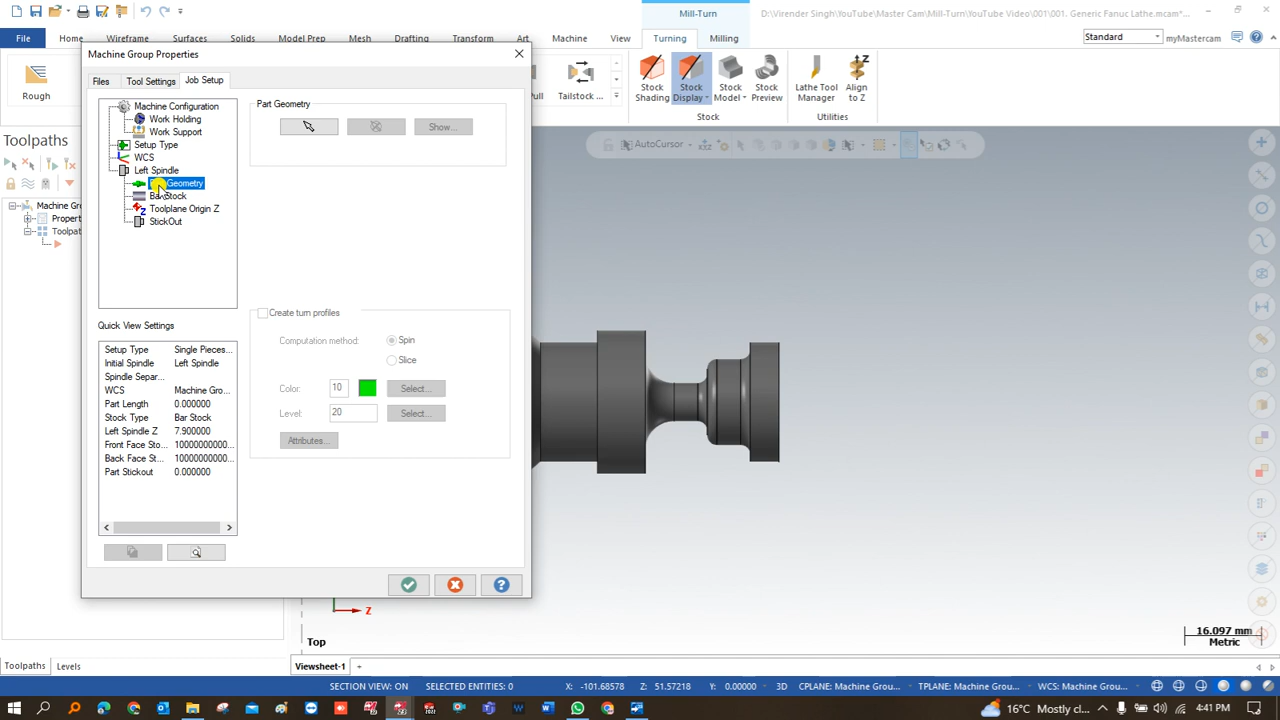 Mill-Turn
D:\Virender Singh\YouTube\Master Cam\Mill-Turn\YouTube Video\001\001. Generic Fanuc Lathe.mcam*...
File
Home
Wireframe
Surfaces
Solids
Model Prep
Mesh
Drafting
Transform
Art
Machine
View
Turning
Milling
Standard
myMastercam
Rough
Pull
Tailstock ...
Stock Shading
Stock Display
Stock Model
Stock Preview
Stock
Lathe Tool Manager
Align to Z
Utilities
Toolpaths
Machine Gro
Propert
Toolpath
Machine Group Properties
Files
Tool Settings
Job Setup
Machine Configuration
Work Holding
Work Support
Setup Type
WCS
Left Spindle
Geometry
Bar Stock
Toolplane Origin Z
StickOut
Part Geometry
Show...
Quick View Settings
Setup Type Single Pieces...
Initial Spindle Left Spindle
Spindle Separ...
WCS Machine Gro...
Part Length 0.000000
Stock Type Bar Stock
Left Spindle Z 7.900000
Front Face Sto... 10000000000...
Back Face St... 10000000000...
Part Stickout 0.000000
Create turn profiles
Computation method: Spin
Slice
Color: 10 Select...
Level: 20 Select...
Attributes...
AutoCursor
Z
Top
16.097 mm
Metric
Toolpaths
Levels
Viewsheet-1
SECTION VIEW: ON
SELECTED ENTITIES: 0
X: -101.68578
Z: 51.57218
Y: 0.00000
3D
CPLANE: Machine Grou...
TPLANE: Machine Grou...
WCS: Machine Grou...
16°C Mostly clear
ENG
4:41 PM